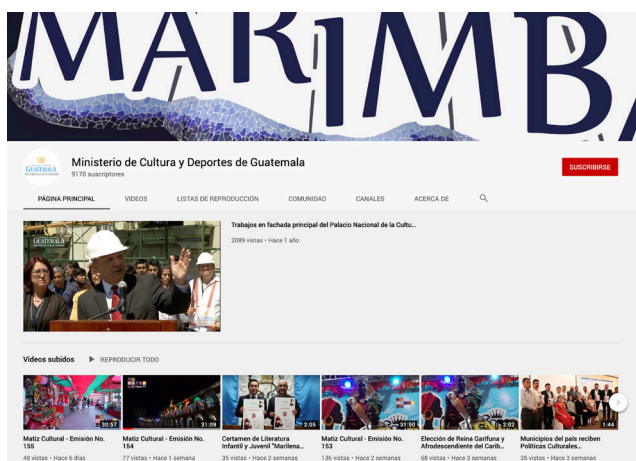 MARIMBA
GUATEMALA
Ministerio de Cultura y Deportes de Guatemala
9170 suscriptores
SUSCRIBIRSE
PÁGINA PRINCIPAL VIDEOS LISTAS DE REPRODUCCIÓN COMUNIDAD CANALES ACERCA DE
GUATEMALA
Trabajos en fachada principal del Palacio Nacional de la Cultu...
2089 vistas • Hace 1 año
Videos subidos REPRODUCIR TODO
30:57 31:09 2:05 31:50 2:02 1:44
Matiz Cultural - Emisión No. 155
48 vistas • Hace 6 días
Matiz Cultural - Emisión No. 154
77 vistas • Hace 1 semana
Certamen de Literatura Infantil y Juvenil "Marilena...
35 vistas • Hace 2 semanas
Matiz Cultural - Emisión No. 153
136 vistas • Hace 2 semanas
Elección de Reina Garífuna y Afrodescendiente del Carib...
68 vistas • Hace 3 semanas
Municipios del país reciben Políticas Culturales...
35 vistas • Hace 3 semanas